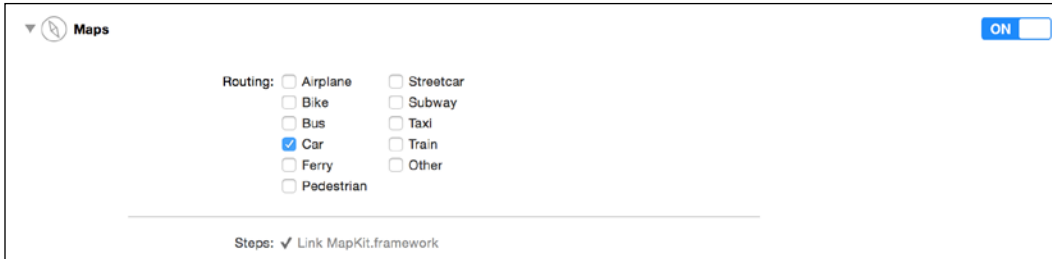 Maps ON
Routing: Airplane Streetcar
Bike Subway
Bus Taxi
Car Train
Ferry Other
Pedestrian
Steps: ✓ Link MapKit.framework